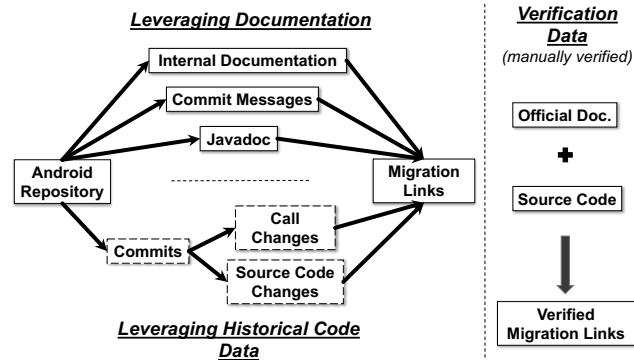 Leveraging Documentation
Internal Documentation
Commit Messages
Javadoc
Android
Repository
Migration
Links
Commits
Call
Changes
Source Code
Changes
Leveraging Historical Code
Data
Verification
Data
(manually verified)
Official Doc.
+
Source Code
Verified
Migration Links